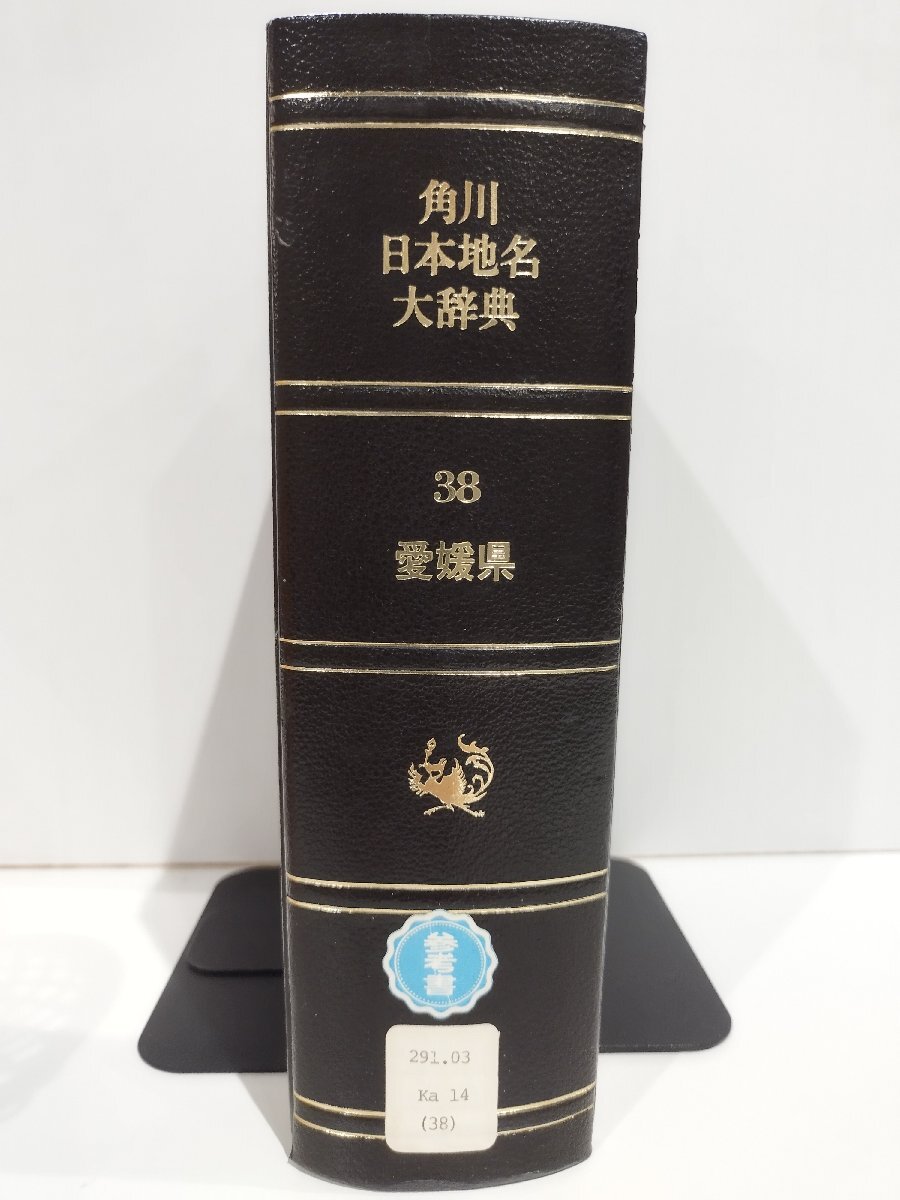 角川
日本地名
大辞典
38
愛媛県
参考書
291.03
Ka 14
(38)